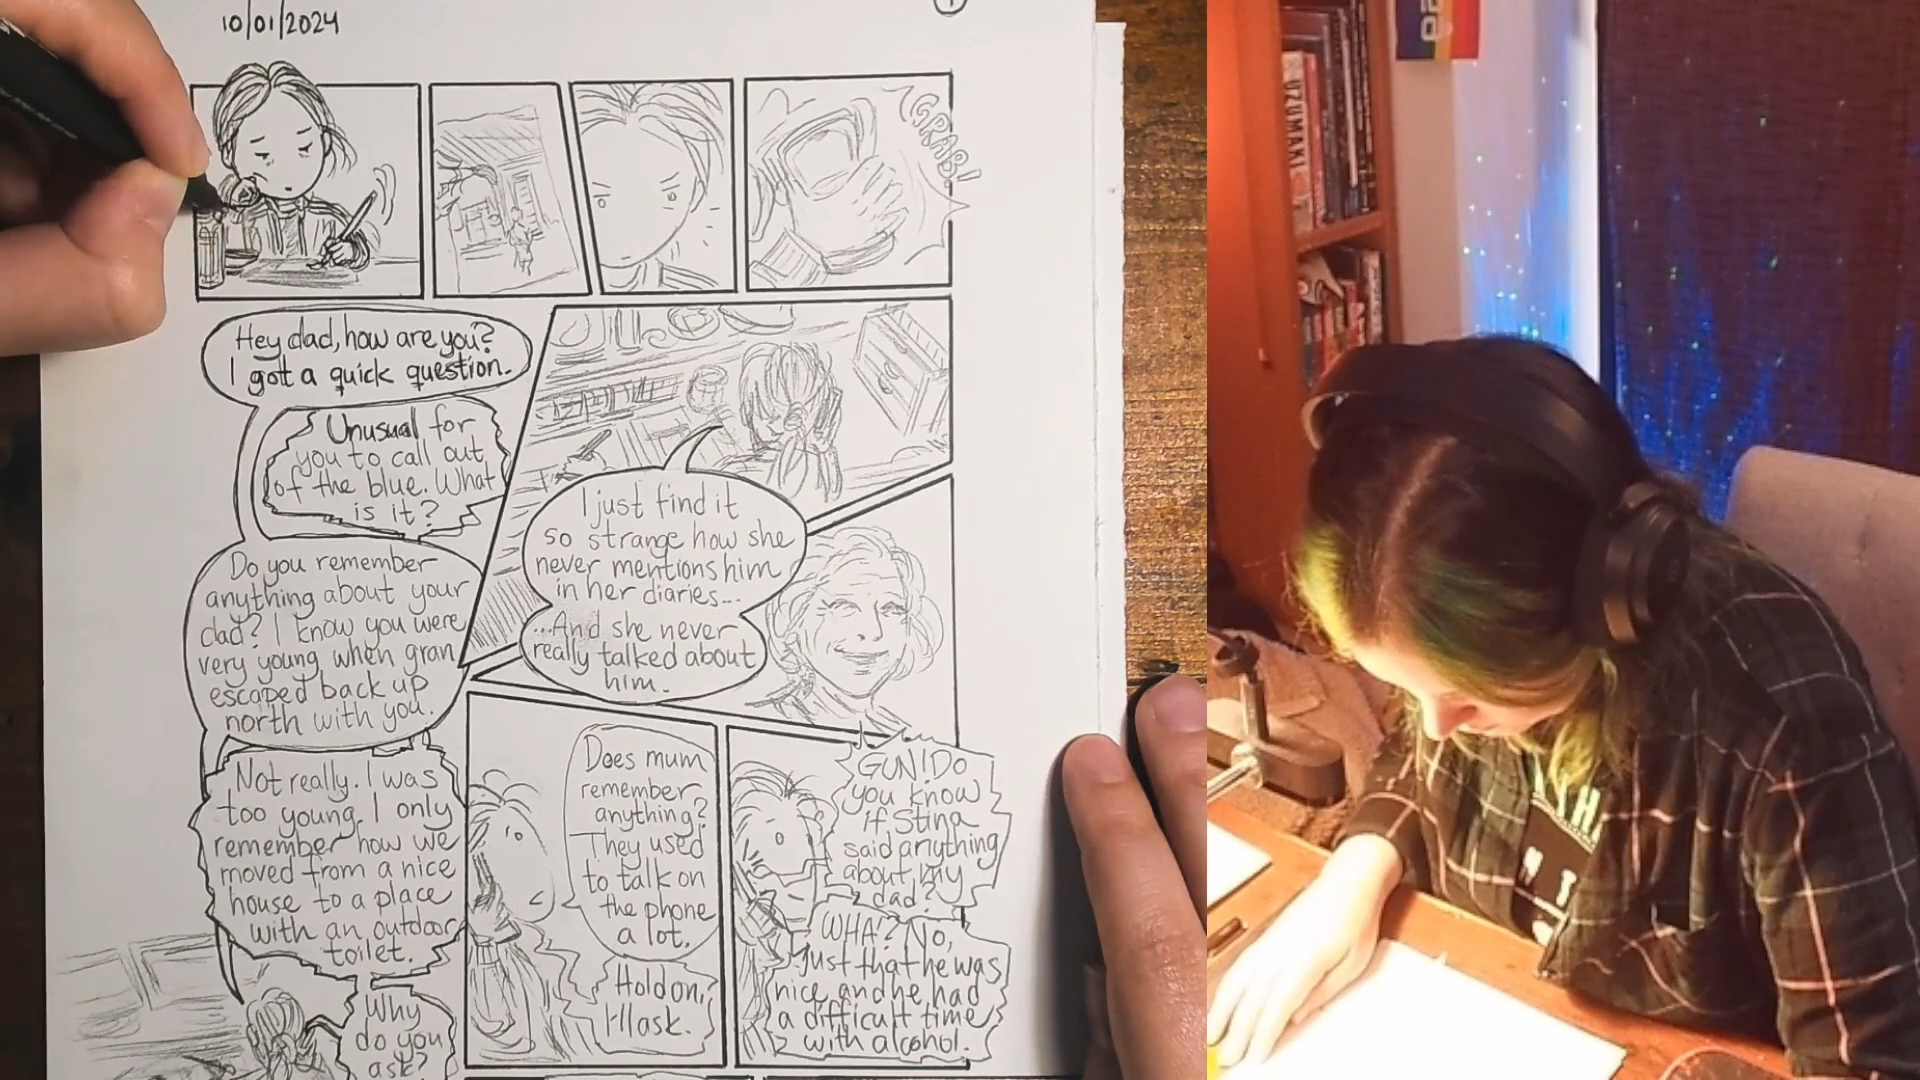 10/01/2024
GRAB!
Hey dad, how are you?
I got a quick question.
Unusual for
you to call out
of the blue. What
is it?
Do you remember
anything about your
dad? I know you were
very young when gran
escaped back up
north with you.
Not really. I was
too young. I only
remember how we
moved from a nice
house to a place
with an outdoor
toilet.
Why
do you
ask?
I just find it
so strange how she
never mentions him
in her diaries...
...And she never
really talked about
him.
Does mum
remember
anything?
They used
to talk on
the phone
a lot.
Hold on,
I'll ask.
GUN! Do
you know
if Stina
said anything
about my
dad?
WHA? No,
just that he was
nice and he had
a difficult time
with alcohol.
UZUMAKI